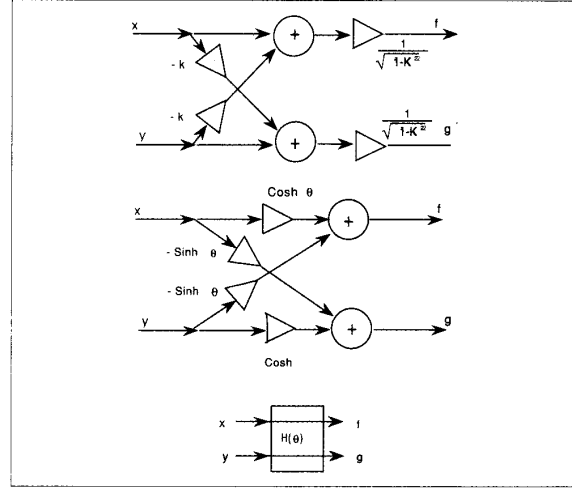 x
+
f
- k
1
√ 1-K²
- k
1
√ 1-K²
y
+
g
Cosh θ
x
+
f
- Sinh θ
- Sinh θ
y
+
g
Cosh
x
f
H(θ)
y
g